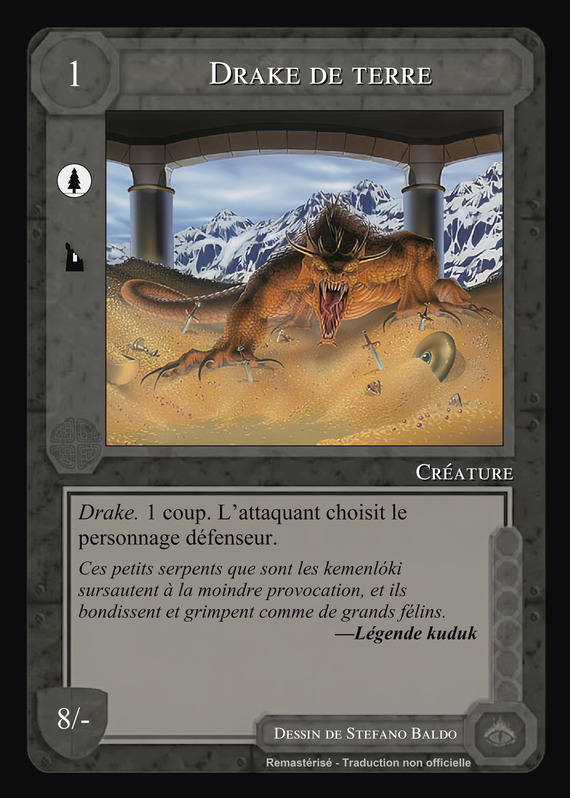 1
Drake de terre
Créature
Drake. 1 coup. L'attaquant choisit le
personnage défenseur.
Ces petits serpents que sont les kemenlóki
sursautent à la moindre provocation, et ils
bondissent et grimpent comme de grands félins.
—Légende kuduk
8/-
Dessin de Stefano Baldo
Remastérisé - Traduction non officielle